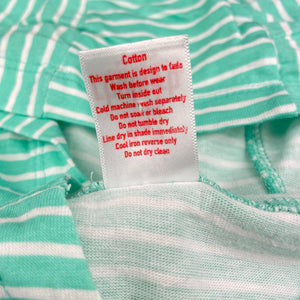 Cotton
This garment is design to fade
Wash before wear
Turn inside out
Cold machine wash separately
Do not soak or bleach
Do not tumble dry
Line dry in shade immediately
Cool iron reverse only
Do not dry clean